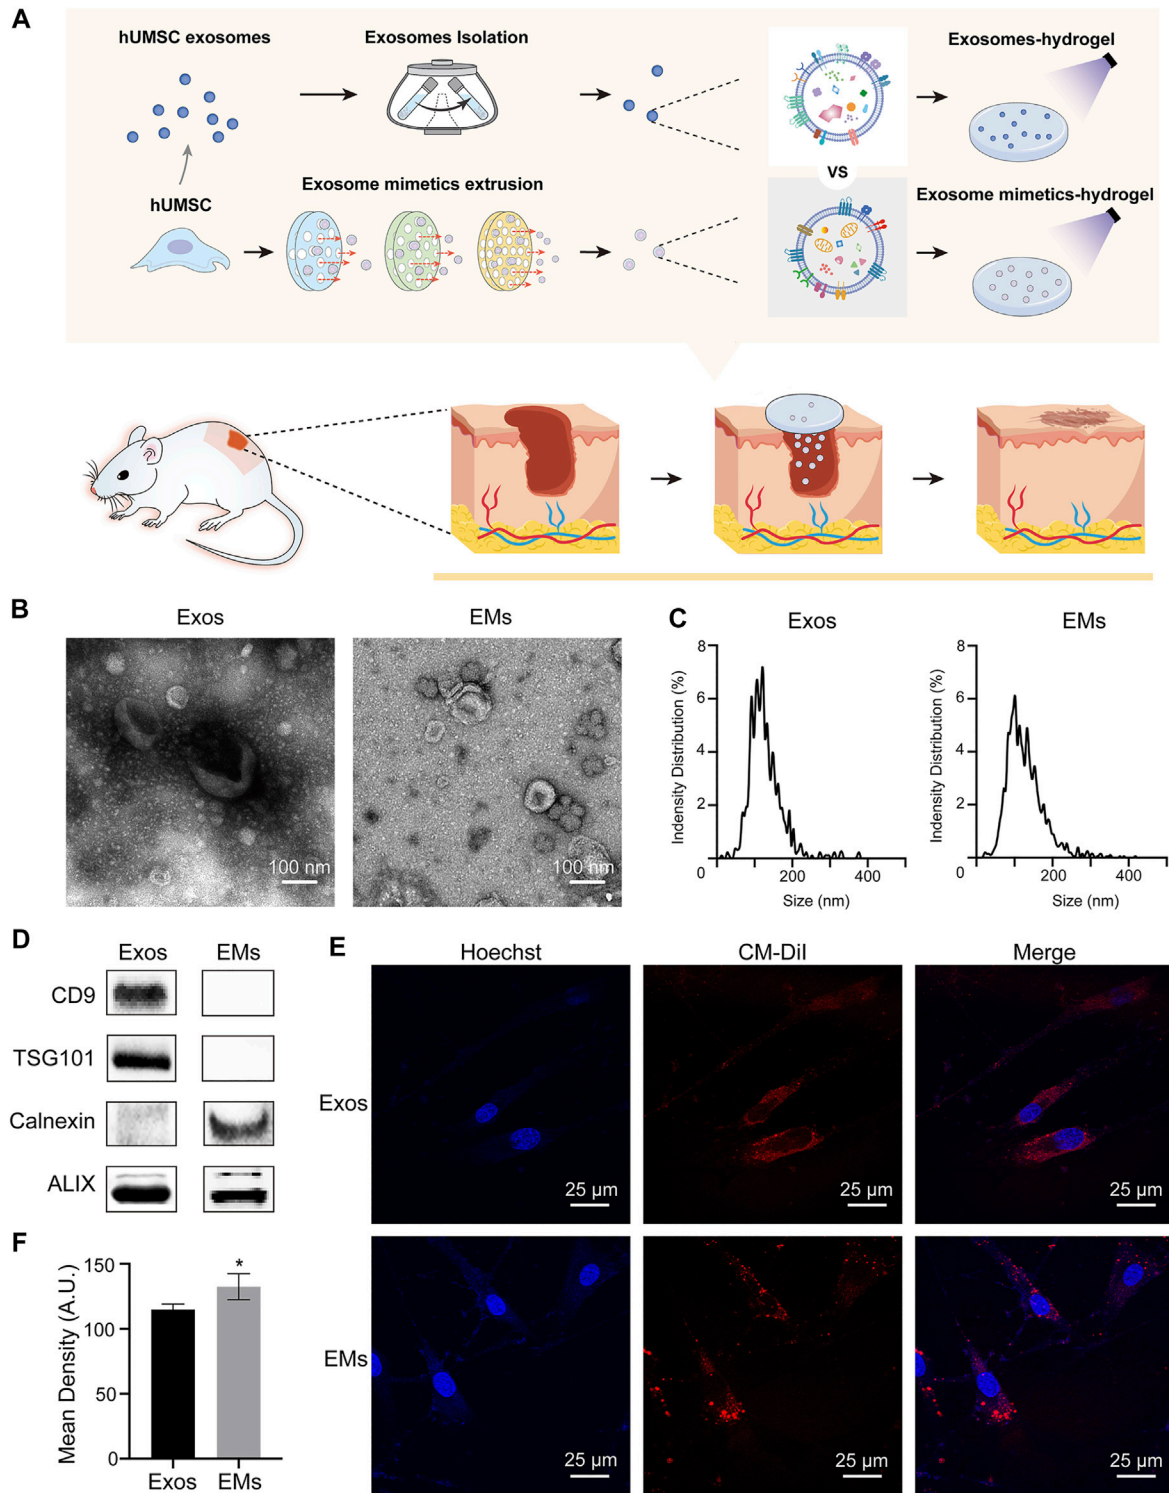 A
hUMSC exosomes
Exosomes Isolation
Exosomes-hydrogel
VS
hUMSC
Exosome mimetics extrusion
Exosome mimetics-hydrogel
B
Exos
EMs
100 nm
100 nm
C
Exos
EMs
Indensity Distribution (%)
8
6
4
2
0
200
400
Size (nm)
Indensity Distribution (%)
8
6
4
2
0
200
400
Size (nm)
D
Exos
EMs
CD9
TSG101
Calnexin
ALIX
E
Hoechst
CM-Dil
Merge
Exos
25 µm
25 µm
25 µm
EMs
25 µm
25 µm
25 µm
F
Mean Density (A.U.)
150
100
50
0
*
Exos
EMs